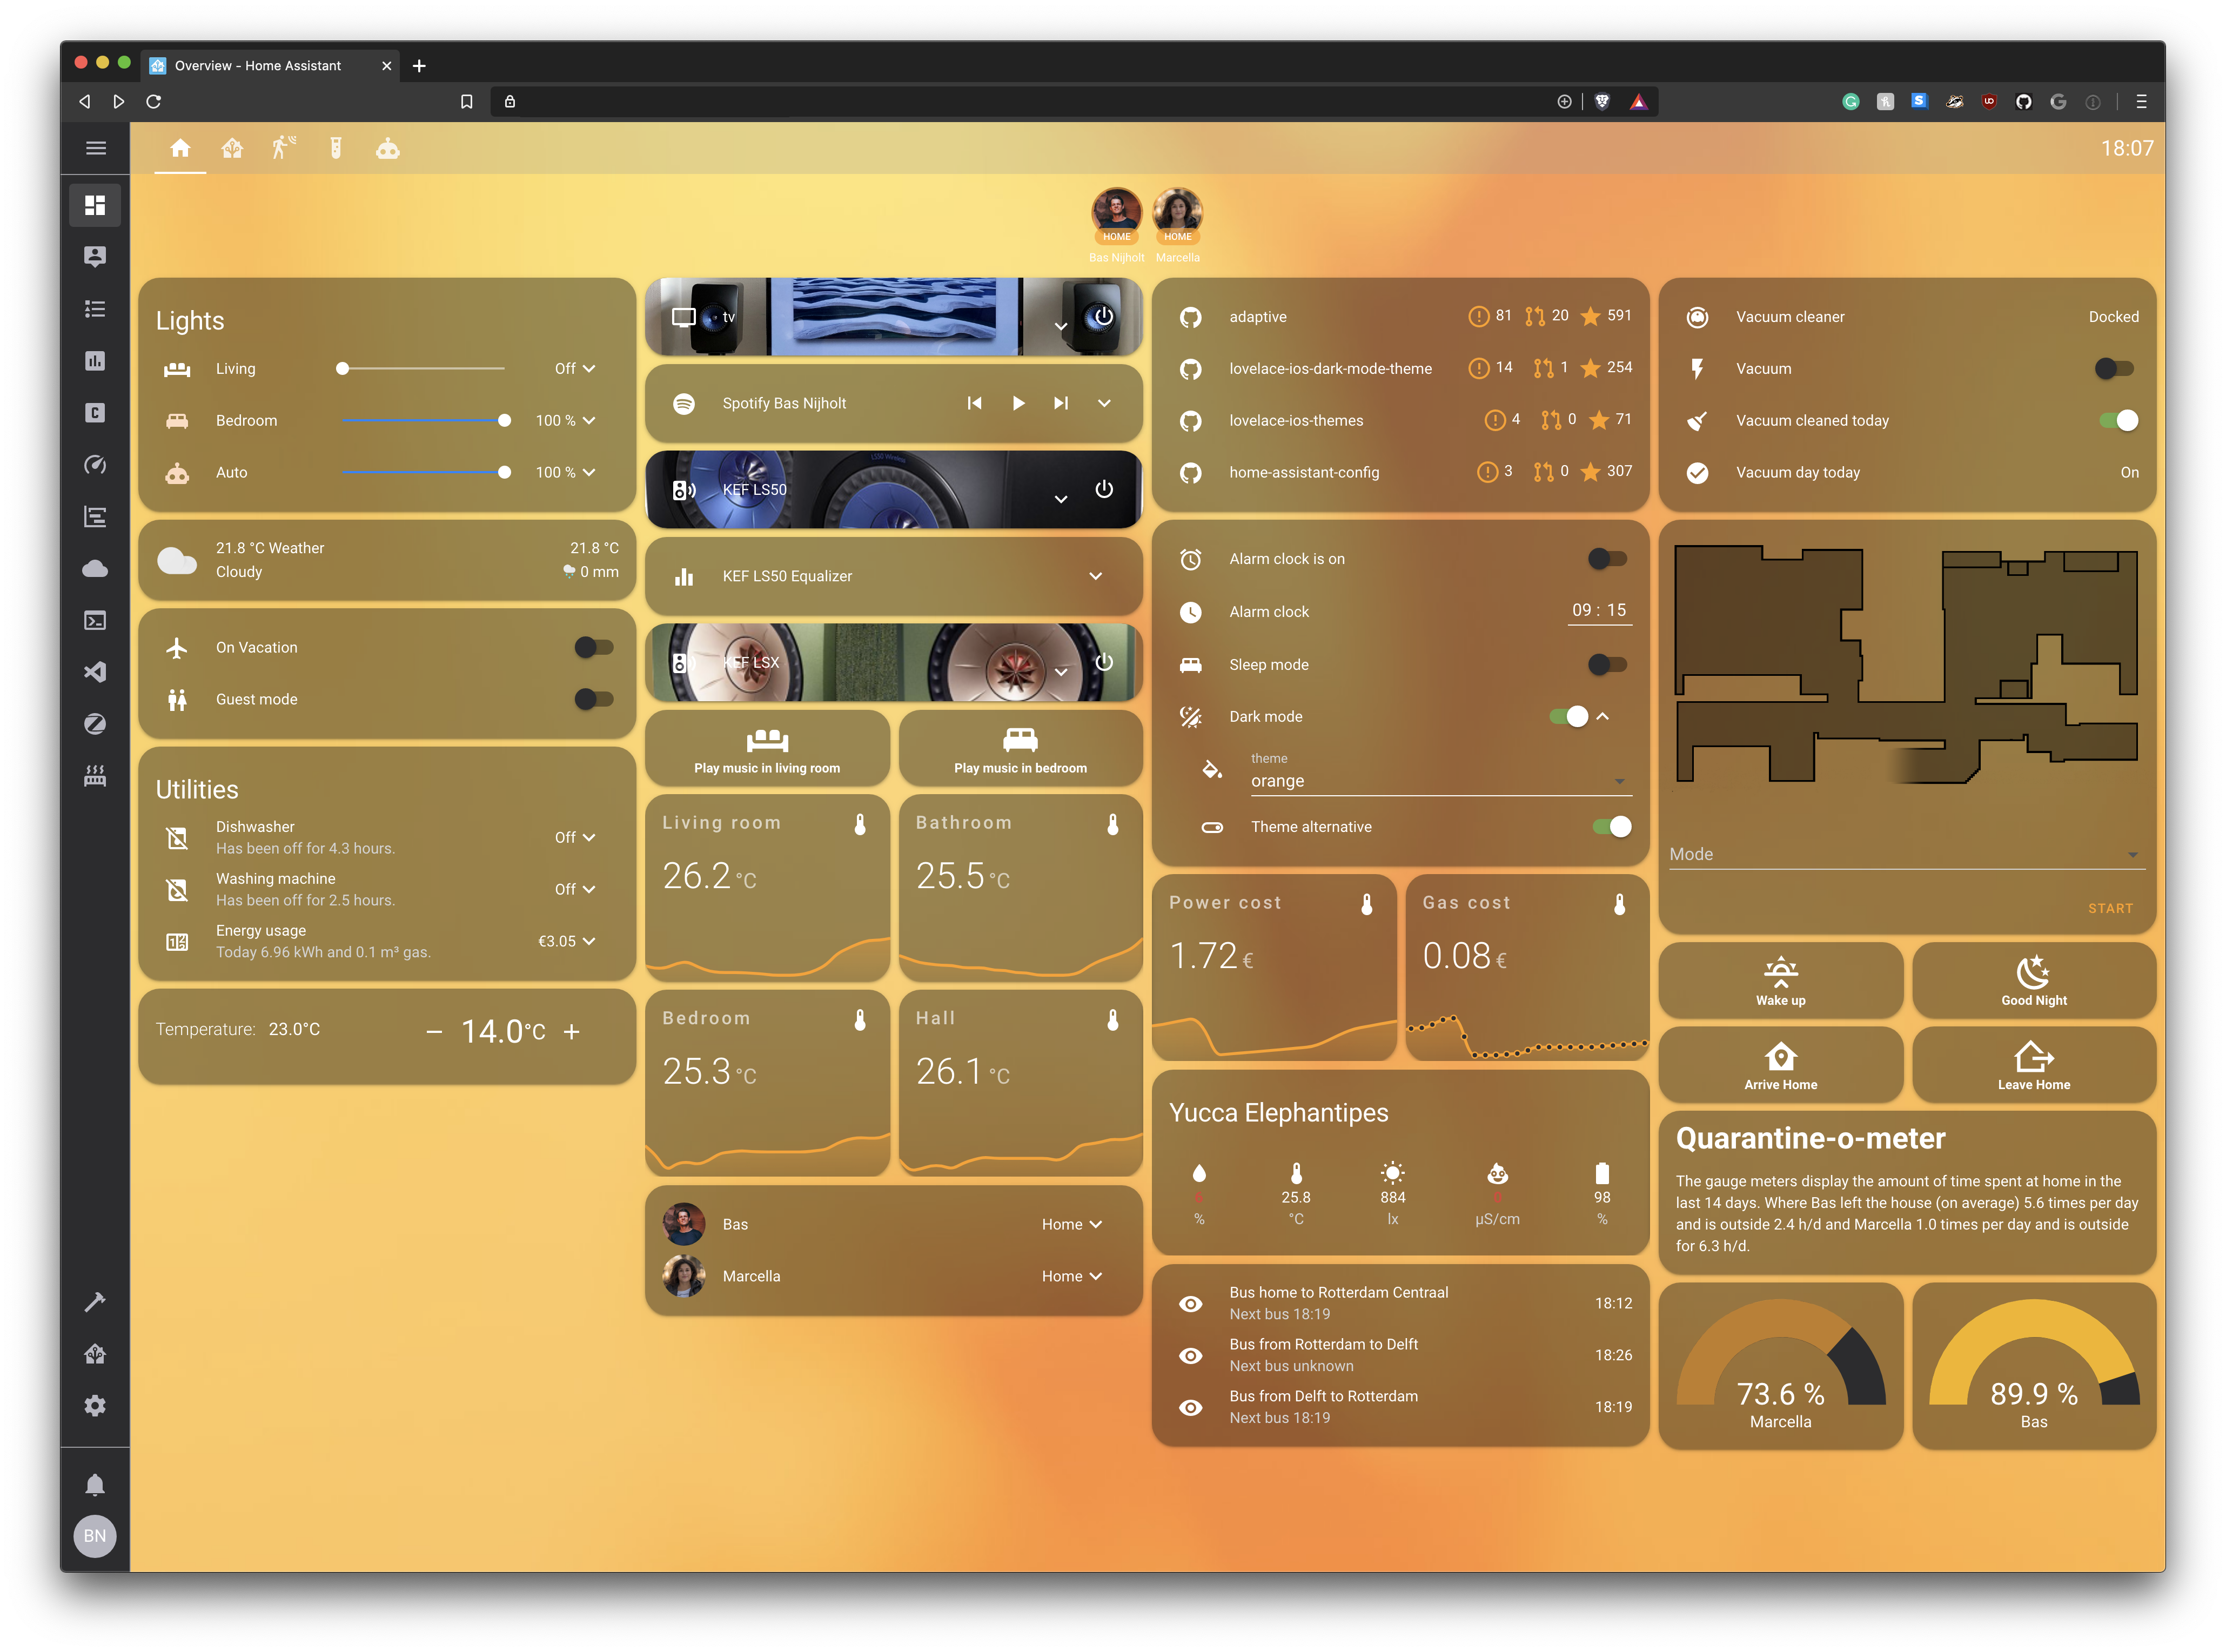 Overview - Home Assistant
18:07
HOME
HOME
Bas Nijholt
Marcella
Lights
Living
Off
Bedroom
100 %
Auto
100 %
21.8 °C Weather
21.8 °C
Cloudy
0 mm
On Vacation
Guest mode
Utilities
Dishwasher
Has been off for 4.3 hours.
Off
Washing machine
Has been off for 2.5 hours.
Off
Energy usage
Today 6.96 kWh and 0.1 m³ gas.
€3.05
Temperature: 23.0°C
14.0°C
BN
tv
Spotify Bas Nijholt
KEF LS50
KEF LS50 Equalizer
KEF LSX
Play music in living room
Play music in bedroom
Living room
26.2 °C
Bathroom
25.5 °C
Bedroom
25.3 °C
Hall
26.1 °C
Bas
Home
Marcella
Home
adaptive
81 20 591
lovelace-ios-dark-mode-theme
14 1 254
lovelace-ios-themes
4 0 71
home-assistant-config
3 0 307
Alarm clock is on
Alarm clock
09 : 15
Sleep mode
Dark mode
theme
orange
Theme alternative
Power cost
1.72 €
Gas cost
0.08 €
Yucca Elephantipes
25.8 884 98
% °C lx µS/cm %
Bus home to Rotterdam Centraal
Next bus 18:19
18:12
Bus from Rotterdam to Delft
Next bus unknown
18:26
Bus from Delft to Rotterdam
Next bus 18:19
18:19
Vacuum cleaner
Docked
Vacuum
Vacuum cleaned today
Vacuum day today
On
Mode
START
Wake up
Good Night
Arrive Home
Leave Home
Quarantine-o-meter
The gauge meters display the amount of time spent at home in the
last 14 days. Where Bas left the house (on average) 5.6 times per day
and is outside 2.4 h/d and Marcella 1.0 times per day and is outside
for 6.3 h/d.
73.6 %
Marcella
89.9 %
Bas